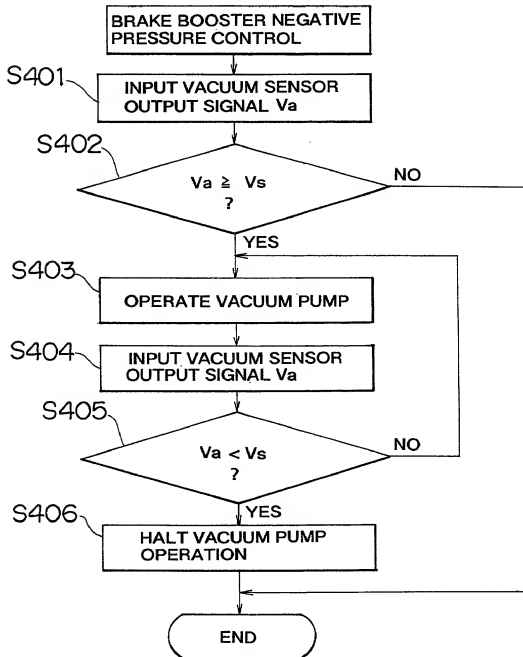 BRAKE BOOSTER NEGATIVE
PRESSURE CONTROL
S401
INPUT VACUUM SENSOR
OUTPUT SIGNAL Va
S402
Va ≧ Vs
?
NO
YES
S403
OPERATE VACUUM PUMP
S404
INPUT VACUUM SENSOR
OUTPUT SIGNAL Va
S405
Va < Vs
?
NO
YES
S406
HALT VACUUM PUMP
OPERATION
END